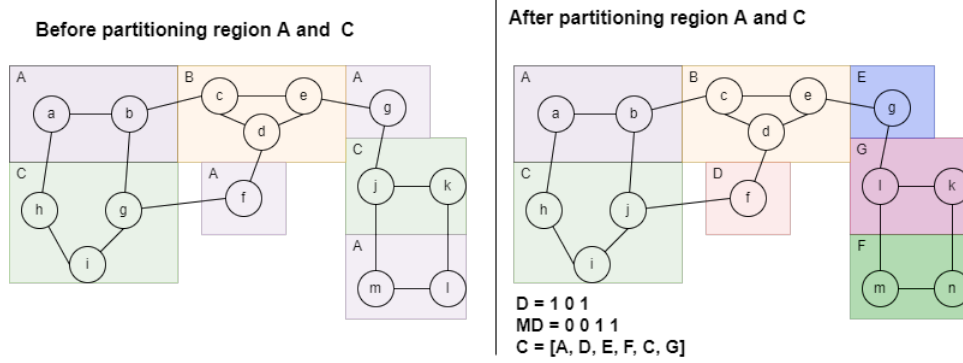 Before partitioning region A and C
A
B
A
a
b
c
e
g
d
C
C
A
h
g
f
j
k
i
A
m
l
After partitioning region A and C
A
B
E
a
b
c
e
g
d
C
D
G
h
j
f
l
k
i
F
m
n
D = 1 0 1
MD = 0 0 1 1
C = [A, D, E, F, C, G]